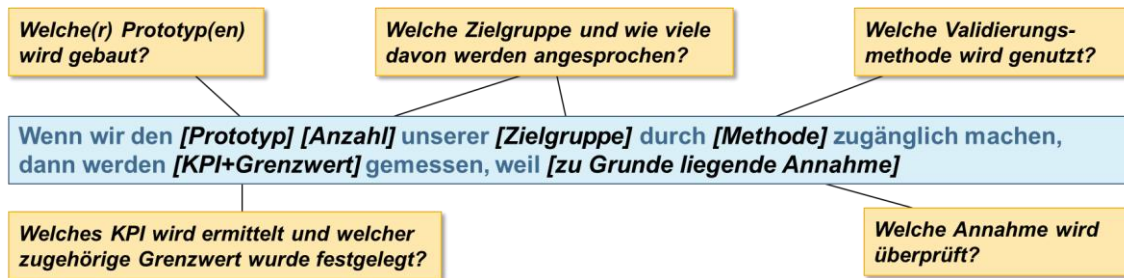 Welche(r) Prototyp(en)
wird gebaut?
Welche Zielgruppe und wie viele
davon werden angesprochen?
Welche Validierungs-
methode wird genutzt?
Wenn wir den [Prototyp] [Anzahl] unserer [Zielgruppe] durch [Methode] zugänglich machen,
dann werden [KPI+Grenzwert] gemessen, weil [zu Grunde liegende Annahme]
Welches KPI wird ermittelt und welcher
zugehörige Grenzwert wurde festgelegt?
Welche Annahme wird
überprüft?